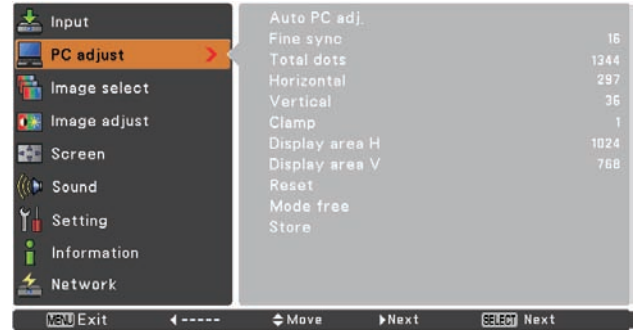 Input
PC adjust
Image select
Image adjust
Screen
Sound
Setting
Information
Network
Auto PC adj.
Fine sync 16
Total dots 1344
Horizontal 297
Vertical 36
Clamp 1
Display area H 1024
Display area V 768
Reset
Mode free
Store
MENU Exit ◀----- Move ▶Next SELECT Next